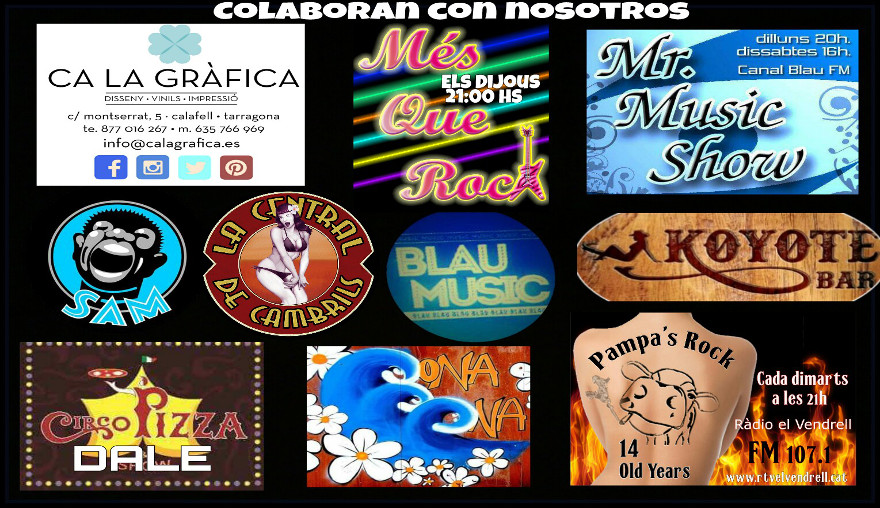 COLABORAN CON NOSOTROS
CA LA GRÀFICA
DISSENY · VINILS · IMPRESSIÓ
c/ montserrat, 5 · calafell · tarragona
te. 877 016 267 · m. 635 766 969
info@calagrafica.es
Més
ELS DIJOUS
21:00 HS
Que
Rock
dilluns 20h.
dissabtes 16h.
Canal Blau FM
Mr.
Music
Show
SAM
LA CENTRAL
DE CAMBRILS
BLAU
MUSIC
KØYOTE
BAR
CIRCO PIZZA
DALE
ONA
VA
Pampa's Rock
14
Old Years
Cada dimarts
a les 21h
Ràdio el Vendrell
FM 107.1
www.rtvelvendrell.cat